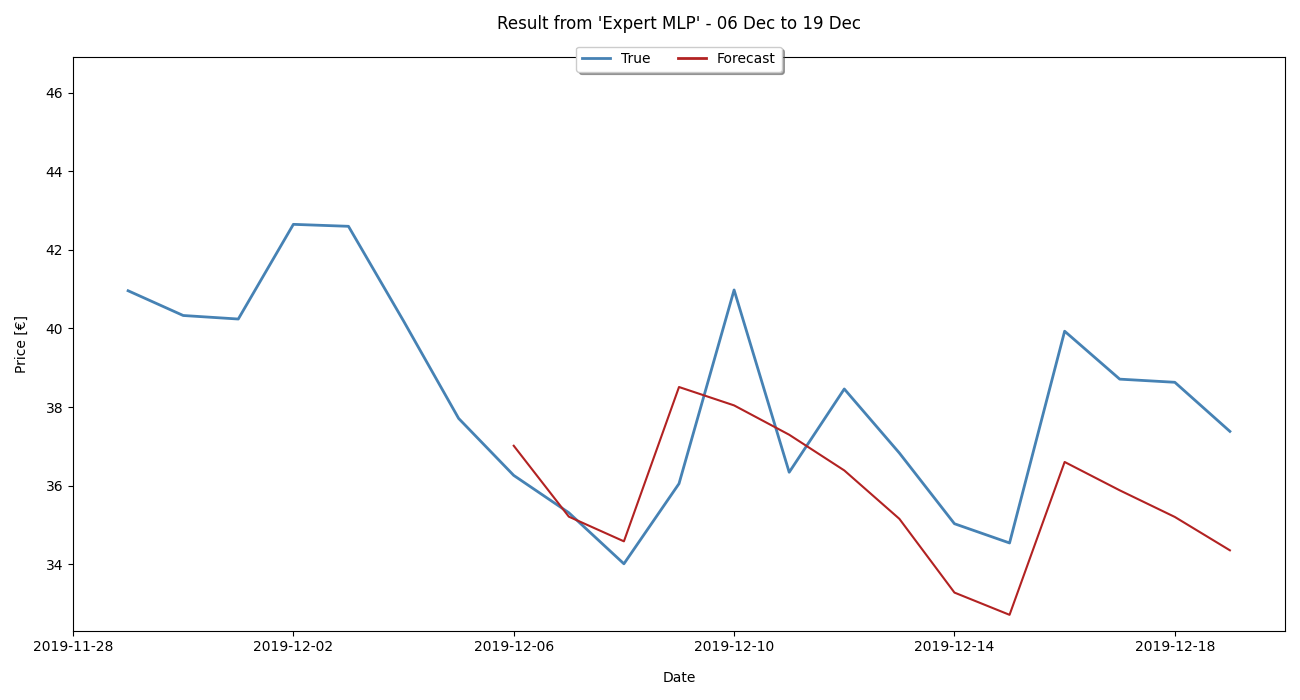 Result from 'Expert MLP' - 06 Dec to 19 Dec
True Forecast
Price [€]
46
44
42
40
38
36
34
2019-11-28 2019-12-02 2019-12-06 2019-12-10 2019-12-14 2019-12-18
Date